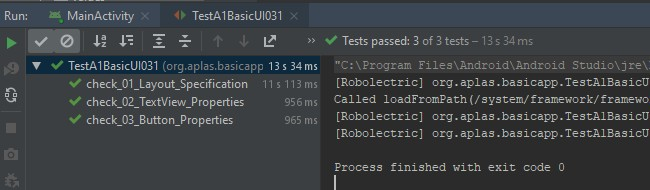 Run: MainActivity × TestA1BasicUI031 ×
» Tests passed: 3 of 3 tests – 13 s 34 ms
TestA1BasicUI031 (org.aplas.basicapp 13 s 34 ms
check_01_Layout_Specification 11 s 113 ms
check_02_TextView_Properties 956 ms
check_03_Button_Properties 965 ms
"C:\Program Files\Android\Android Studio\jre\
[Robolectric] org.aplas.basicapp.TestA1BasicU
Called loadFromPath(/system/framework/framewo
[Robolectric] org.aplas.basicapp.TestA1BasicU
[Robolectric] org.aplas.basicapp.TestA1BasicU
Process finished with exit code 0